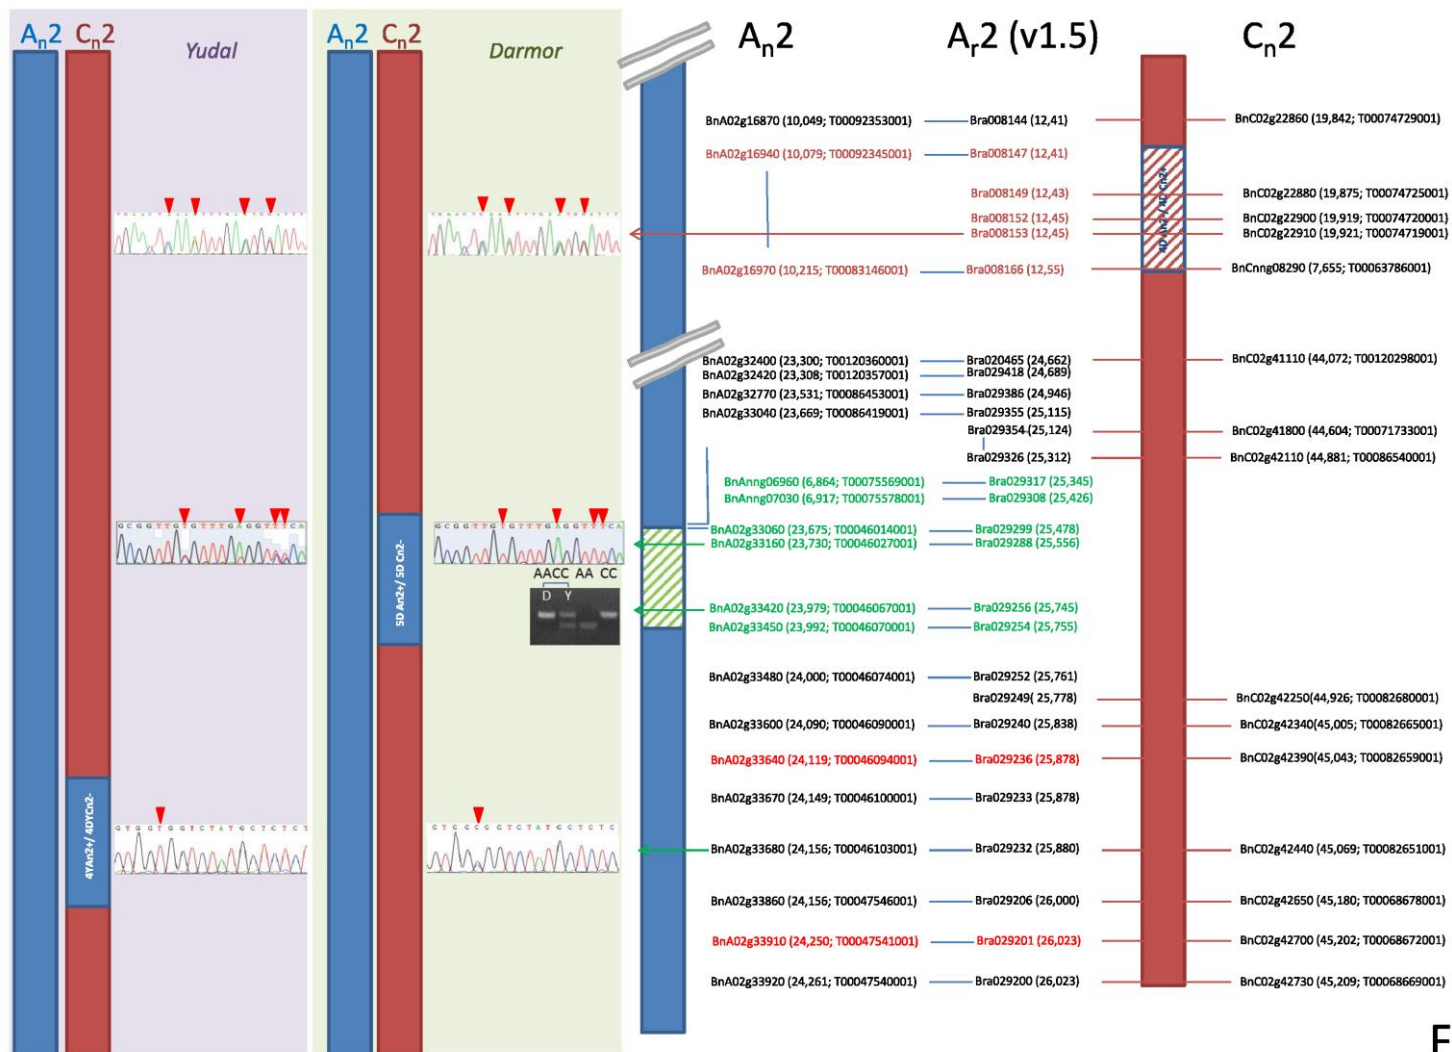 An2 Cn2 Yudal
An2 Cn2 Darmor
An2 Ar2 (v1.5) Cn2
BnA02g16870 (10,049; T00092353001) Bra008144 (12,41) BnC02g22860 (19,842; T00074729001)
BnA02g16940 (10,079; T00092345001) Bra008147 (12,41)
Bra008149 (12,43) BnC02g22880 (19,875; T00074725001)
Bra008152 (12,45) BnC02g22900 (19,919; T00074720001)
Bra008153 (12,45) BnC02g22910 (19,921; T00074719001)
BnA02g16970 (10,215; T00083146001) Bra008166 (12,55) BnCnng08290 (7,655; T00063786001)
4D An2+/ 4D Cn2+
BnA02g32400 (23,300; T00120360001) Bra020465 (24,662) BnC02g41110 (44,072; T00120298001)
BnA02g32420 (23,308; T00120357001) Bra029418 (24,689)
BnA02g32770 (23,531; T00086453001) Bra029386 (24,946)
BnA02g33040 (23,669; T00086419001) Bra029355 (25,115)
Bra029354 (25,124) BnC02g41800 (44,604; T00071733001)
Bra029326 (25,312) BnC02g42110 (44,881; T00086540001)
BnAnng06960 (6,864; T00075569001) Bra029317 (25,345)
BnAnng07030 (6,917; T00075578001) Bra029308 (25,426)
BnA02g33060 (23,675; T00046014001) Bra029299 (25,478)
BnA02g33160 (23,730; T00046027001) Bra029288 (25,556)
GCGGTTGTGTTTGAGGTTTCA
GCGGTTGTGTTTGAGGTTTCA
AACC AA CC
D Y
5D An2+/ 5D Cn2-
BnA02g33420 (23,979; T00046067001) Bra029256 (25,745)
BnA02g33450 (23,992; T00046070001) Bra029254 (25,755)
BnA02g33480 (24,000; T00046074001) Bra029252 (25,761)
Bra029249( 25,778) BnC02g42250(44,926; T00082680001)
BnA02g33600 (24,090; T00046090001) Bra029240 (25,838) BnC02g42340(45,005; T00082665001)
BnA02g33640 (24,119; T00046094001) Bra029236 (25,878) BnC02g42390(45,043; T00082659001)
BnA02g33670 (24,149; T00046100001) Bra029233 (25,878)
4YAn2+/ 4DYCn2-
GTGGTGGTCTATGCTCTCT
BnA02g33680 (24,156; T00046103001) Bra029232 (25,880) BnC02g42440 (45,069; T00082651001)
BnA02g33860 (24,156; T00047546001) Bra029206 (26,000) BnC02g42650 (45,180; T00068678001)
BnA02g33910 (24,250; T00047541001) Bra029201 (26,023) BnC02g42700 (45,202; T00068672001)
BnA02g33920 (24,261; T00047540001) Bra029200 (26,023) BnC02g42730 (45,209; T00068669001)